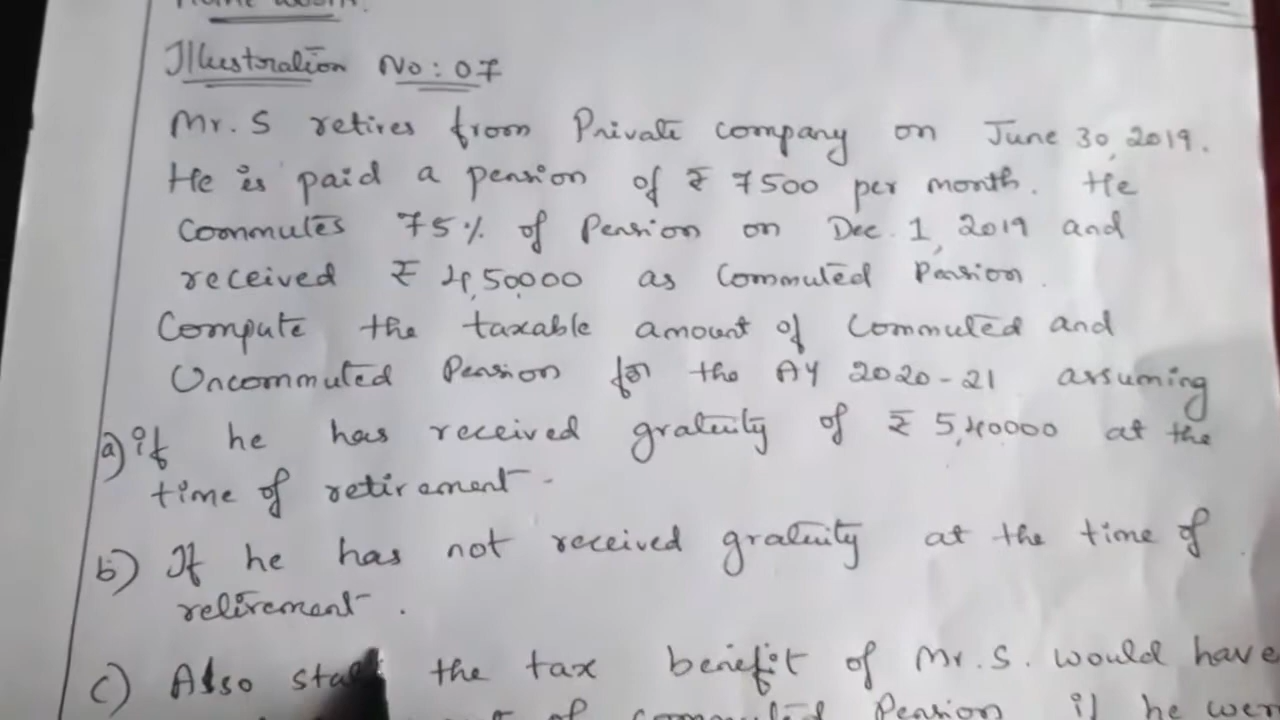 Illustration No: 07
Mr. S retires from Private company on June 30, 2019.
He is paid a pension of ₹ 7500 per month. He
Commutes 75% of Pension on Dec. 1, 2019 and
received ₹ 4,50000 as Commuted Pension.
Compute the taxable amount of Commuted and
Uncommuted Pension for the AY 2020-21 assuming
a) if he has received gratuity of ₹ 5,40000 at the
time of retirement.
b) If he has not received gratuity at the time of
retirement.
c) Also the tax benefit of Mr. S. would have
of Pension if he